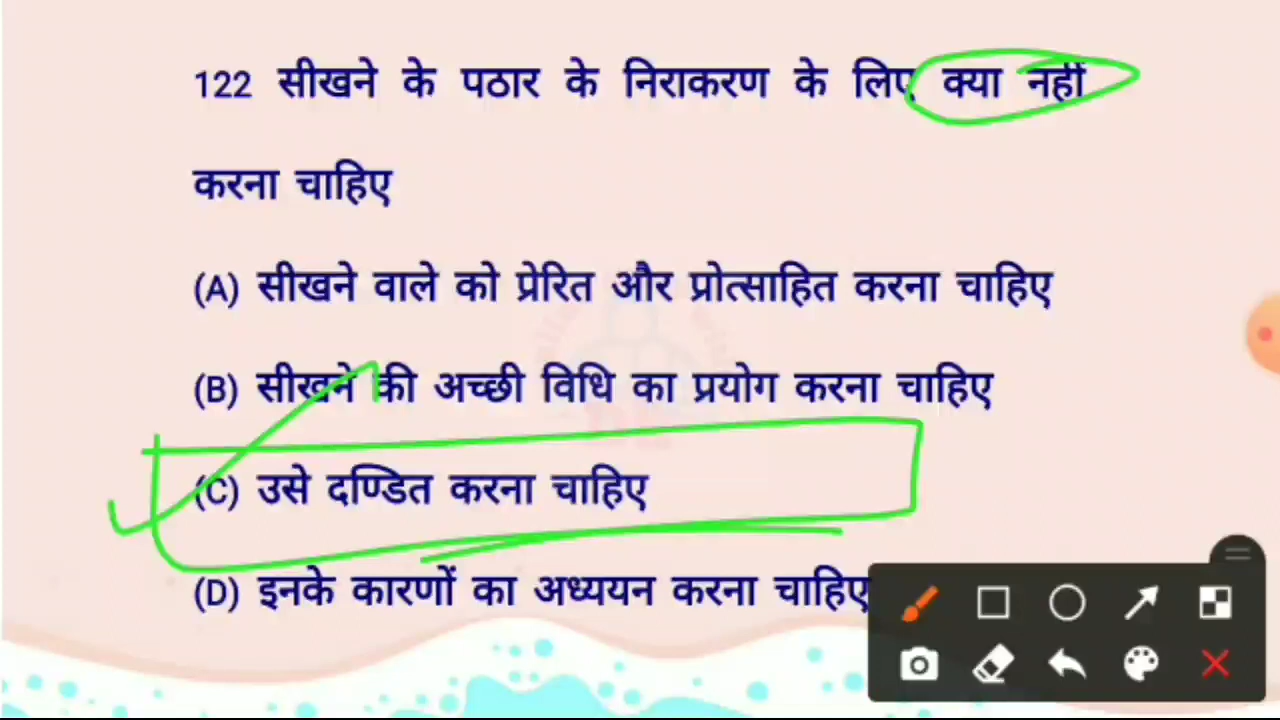 122 सीखने के पठार के निराकरण के लिए क्या नहीं
करना चाहिए
(A) सीखने वाले को प्रेरित और प्रोत्साहित करना चाहिए
(B) सीखने की अच्छी विधि का प्रयोग करना चाहिए
(C) उसे दण्डित करना चाहिए
(D) इनके कारणों का अध्ययन करना चाहिए